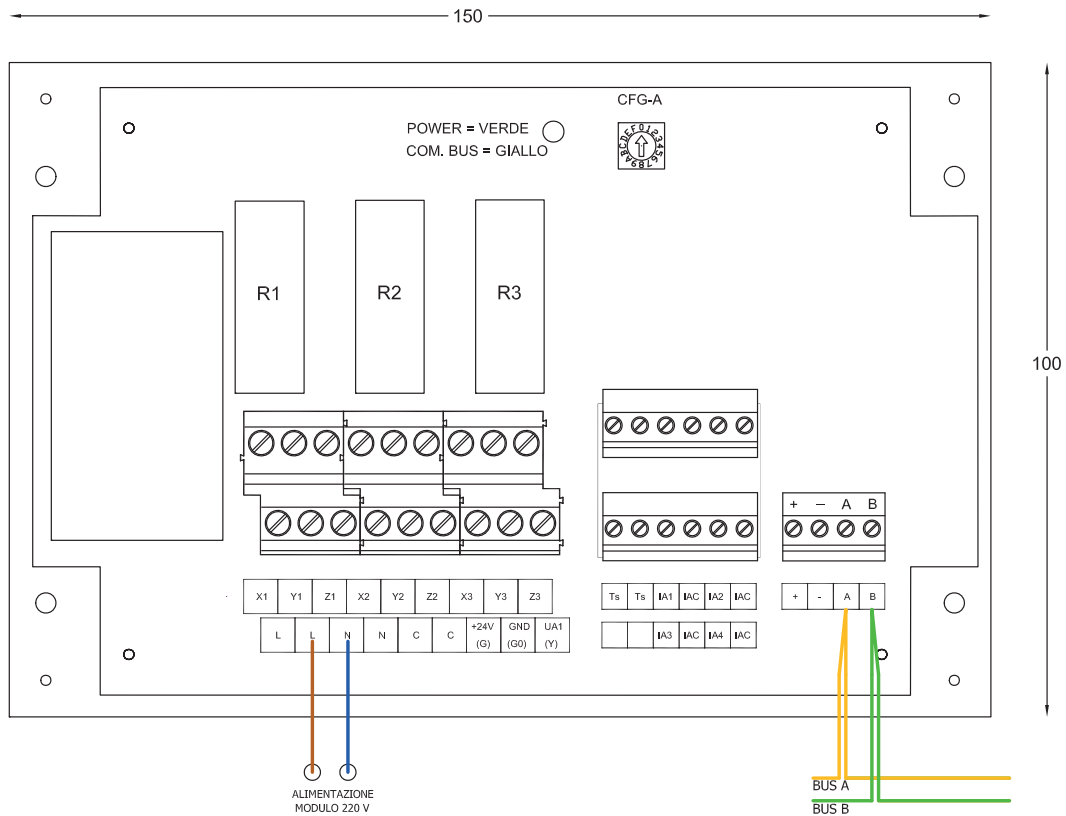 150
CFG-A
POWER = VERDE
COM. BUS = GIALLO
0123456789ABCDEF
R1 R2 R3
100
+ – A B
X1 Y1 Z1 X2 Y2 Z2 X3 Y3 Z3
L L N N C C +24V (G) GND (G0) UA1 (Y)
Ts Ts IA1 IAC IA2 IAC
IA3 IAC IA4 IAC
+ - A B
ALIMENTAZIONE
MODULO 220 V
BUS A
BUS B